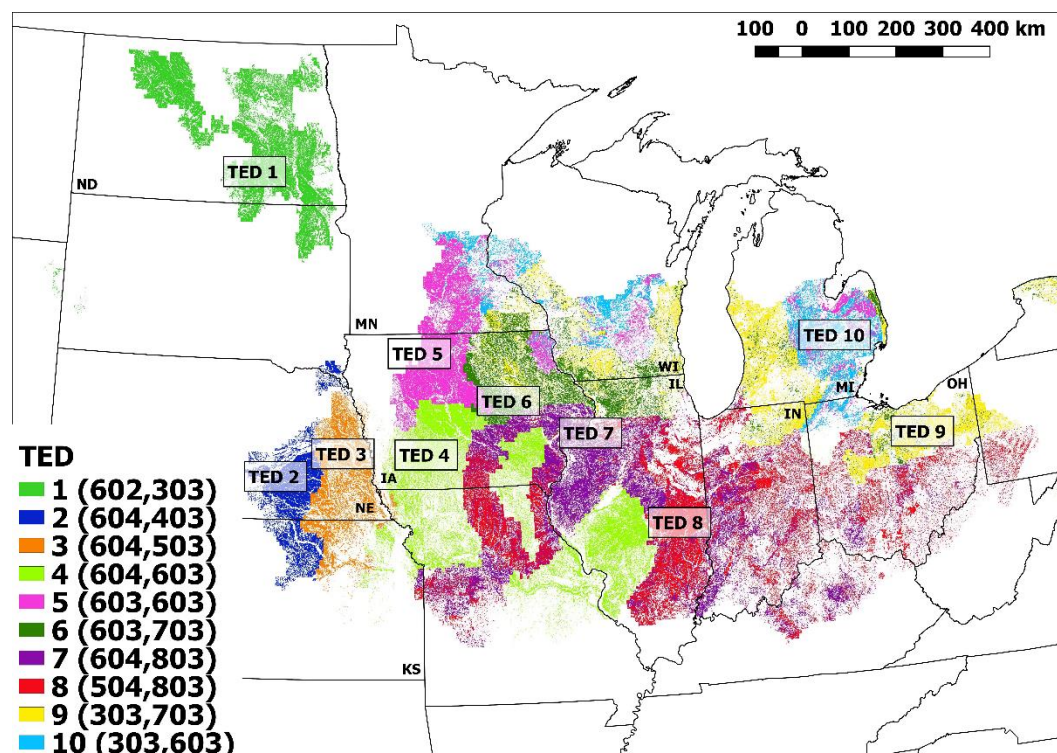 100 0 100 200 300 400 km
TED 1
ND
MN
TED 5
TED 10
WI
IL
MI
OH
TED 6
IN
TED 7
TED 9
TED 3
TED 4
TED 2
IA
NE
TED 8
KS
TED
1 (602,303)
2 (604,403)
3 (604,503)
4 (604,603)
5 (603,603)
6 (603,703)
7 (604,803)
8 (504,803)
9 (303,703)
10 (303,603)